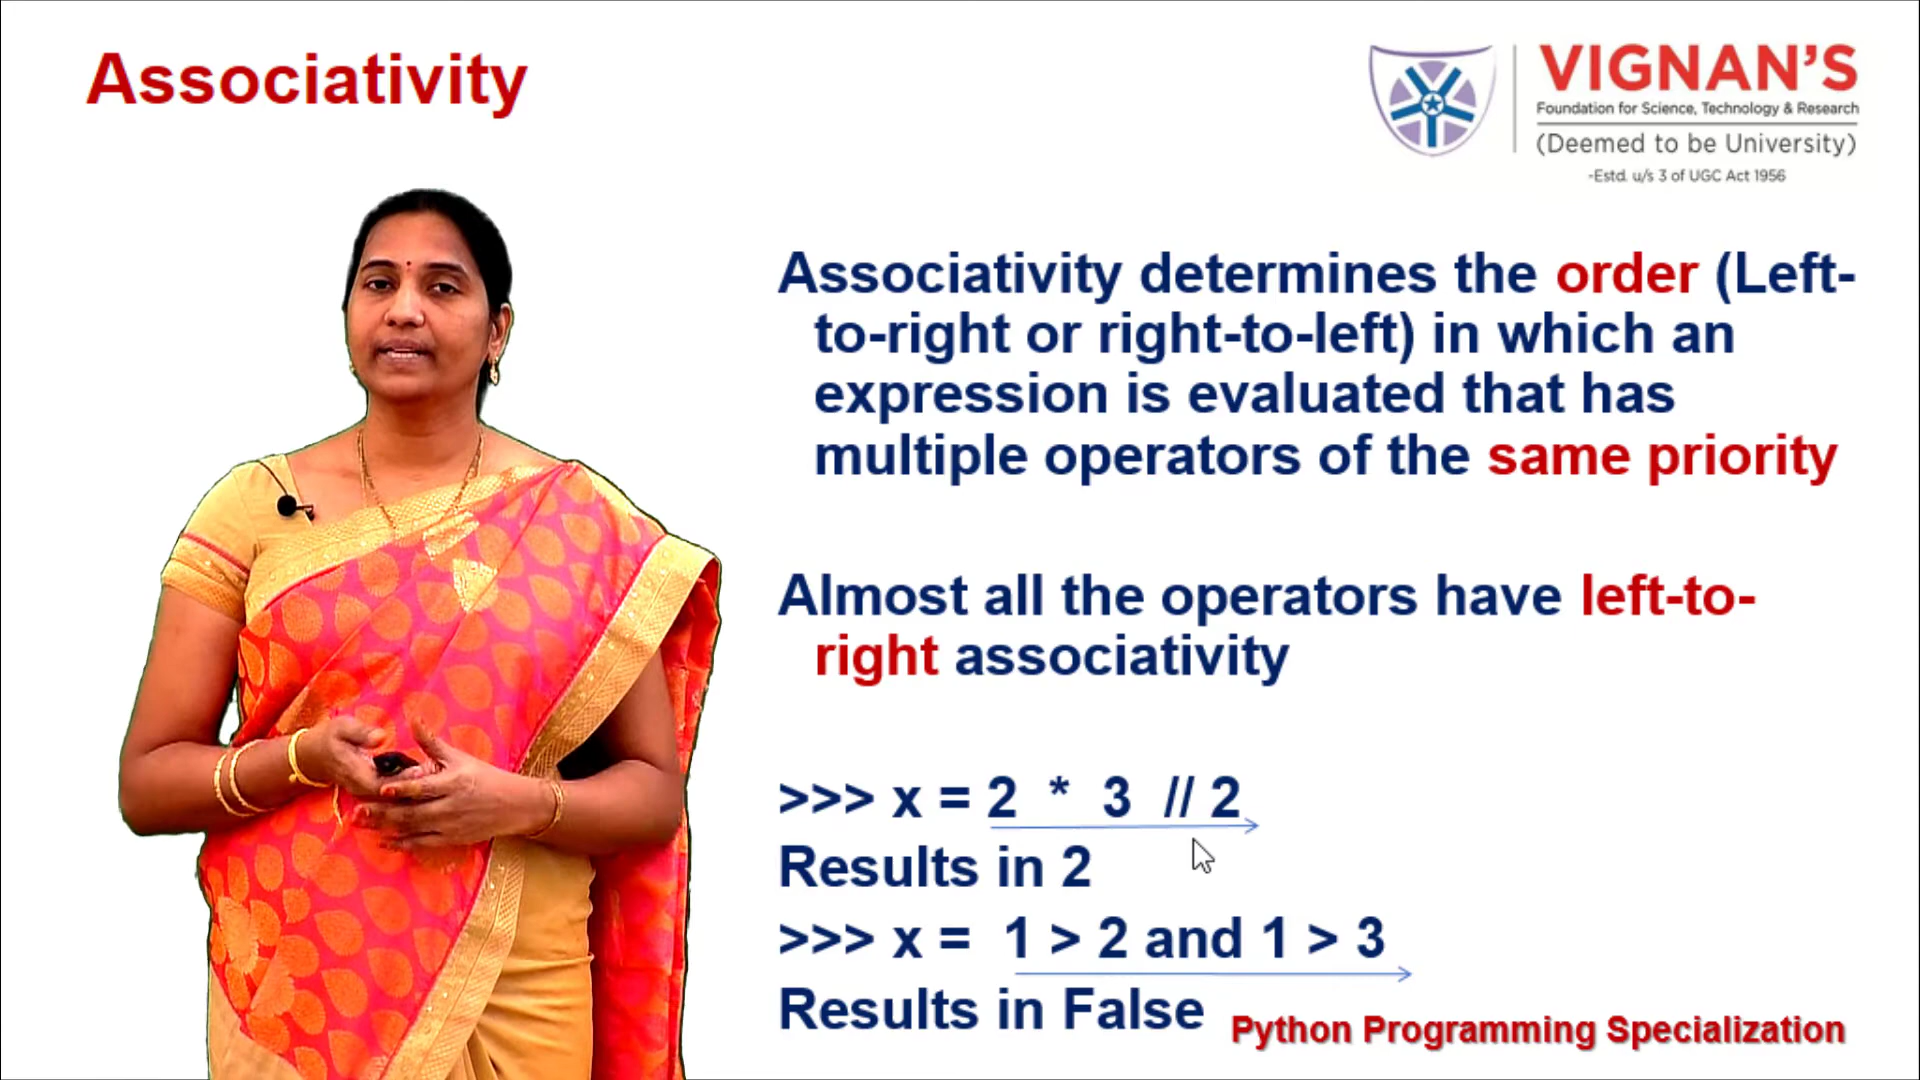 Associativity
VIGNAN'S
Foundation for Science, Technology & Research
(Deemed to be University)
-Estd. u/s 3 of UGC Act 1956
Associativity determines the order (Left-
to-right or right-to-left) in which an
expression is evaluated that has
multiple operators of the same priority
Almost all the operators have left-to-
right associativity
>>> x = 2 * 3 // 2
Results in 2
>>> x = 1 > 2 and 1 > 3
Results in False
Python Programming Specialization